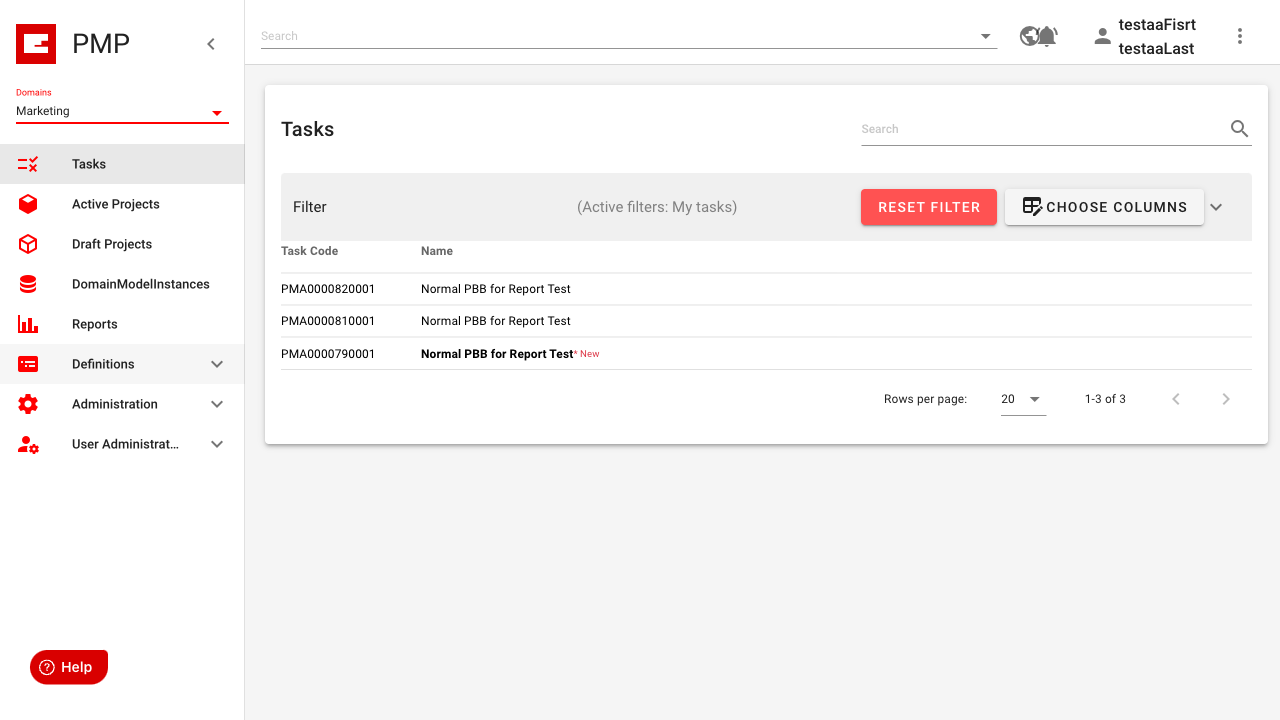 PMP
Domains
Marketing
Tasks
Active Projects
Draft Projects
DomainModelInstances
Reports
Definitions
Administration
User Administrat...
Help
Search
testaaFisrt
testaaLast
Tasks
Search
Filter
(Active filters: My tasks)
RESET FILTER
CHOOSE COLUMNS
Task Code Name
PMA0000820001 Normal PBB for Report Test
PMA0000810001 Normal PBB for Report Test
PMA0000790001 Normal PBB for Report Test* New
Rows per page: 20 1-3 of 3